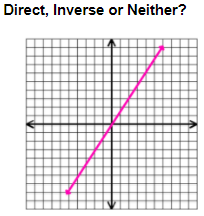 Direct, Inverse or Neither?